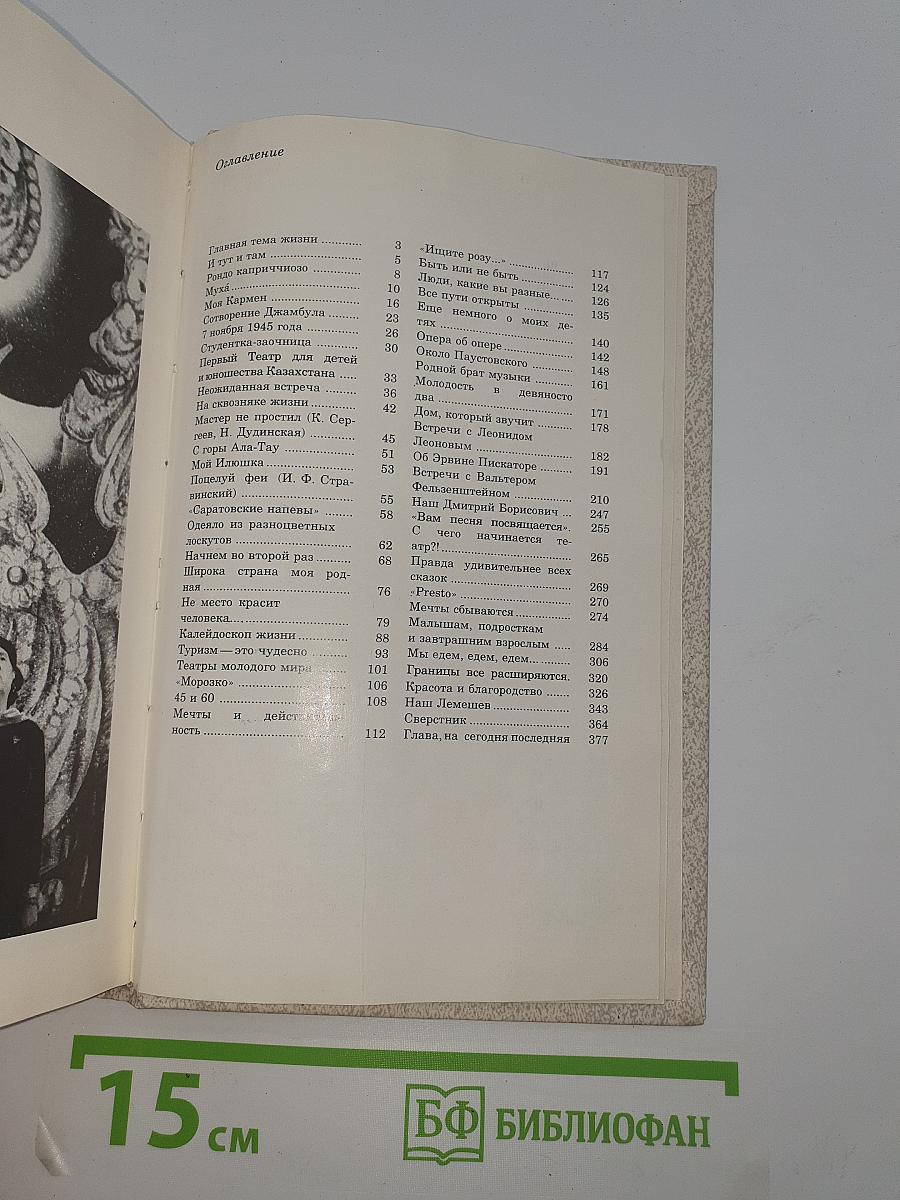 Оглавление
Главная тема жизни ............ 3
И тут и там ............ 5
Рондо каприччиозо ............ 8
Муха́ ............ 10
Моя Кармен ............ 16
Сотворение Джамбула ........ 23
7 ноября 1945 года ............ 26
Студентка-заочница ............ 30
Первый Театр для детей
и юношества Казахстана ..... 33
Неожиданная встреча ......... 36
На сквозняке жизни ............ 42
Мастер не простил (К. Сер-
геев, Н. Дудинская) ............ 45
С горы Ала-Тау ............ 51
Мой Илюшка ............ 53
Поцелуй феи (И. Ф. Стра-
винский) ............ 55
«Саратовские напевы» ........ 58
Одеяло из разноцветных
лоскутов ............ 62
Начнем во второй раз .......... 68
Широка страна моя род-
ная ............ 76
Не место красит
человека.... ............ 79
Калейдоскоп жизни ............ 88
Туризм — это чудесно .......... 93
Театры молодого мира ........ 101
«Морозко» ............ 106
45 и 60 ............ 108
Мечты и
ность ............ 112
«Ищите розу...» ............ 117
Быть или не быть ............ 124
Люди, какие вы разные... .... 126
Все пути открыты ............ 135
Еще немного о моих де-
тях ............ 140
Опера об опере ............ 142
Около Паустовского ............ 148
Родной брат музыки ............ 161
Молодость в девяносто
два ............ 171
Дом, который звучит .......... 178
Встречи с Леонидом
Леоновым ............ 182
Об Эрвине Пискаторе .......... 191
Встречи с Вальтером
Фельзенштейном ............ 210
Наш Дмитрий Борисович ... 247
«Вам песня посвящается». 255
С чего начинается те-
атр?! ............ 265
Правда удивительнее всех
сказок ............ 269
«Presto» ............ 270
Мечты сбываются ............ 274
Малышам, подросткам
и завтрашним взрослым ..... 284
Мы едем, едем, едем... ........ 306
Границы все расширяются. 320
Красота и благородство ...... 326
Наш Лемешев ............ 343
Сверстник ............ 364
Глава, на сегодня последняя 377
15 см
БФ БИБЛИОФАН